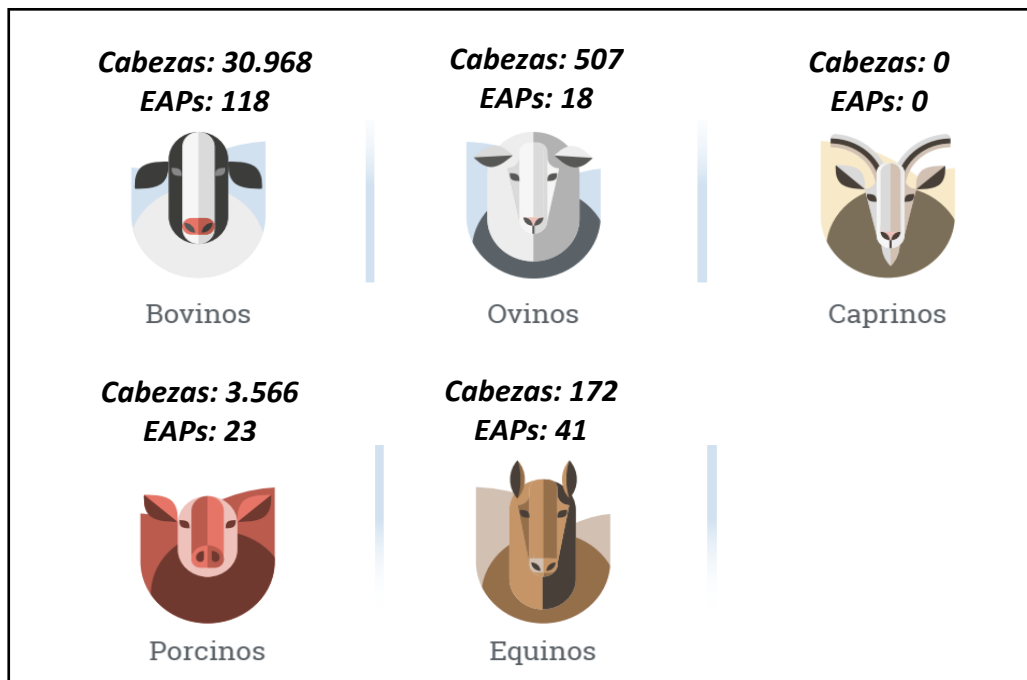 Cabezas: 30.968
EAPs: 118
Bovinos
Cabezas: 507
EAPs: 18
Ovinos
Cabezas: 0
EAPs: 0
Caprinos
Cabezas: 3.566
EAPs: 23
Porcinos
Cabezas: 172
EAPs: 41
Equinos